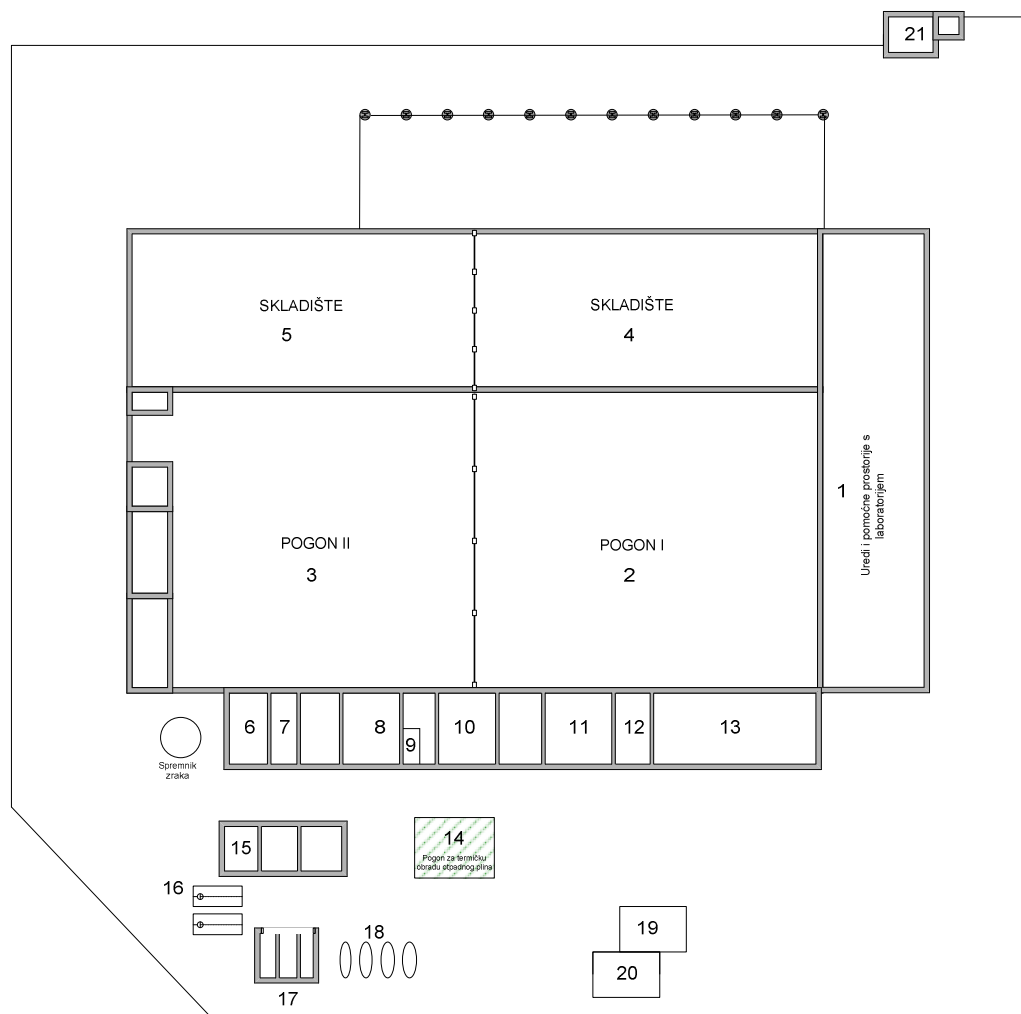 21
SKLADIŠTE
5
SKLADIŠTE
4
1
Uredi i pomoćne prostorije s
laboratorijem
POGON II
3
POGON I
2
6
7
8
9
10
11
12
13
Spremnik
zraka
14
Pogon za termičku
obradu otpadnog plina
15
16
17
18
19
20